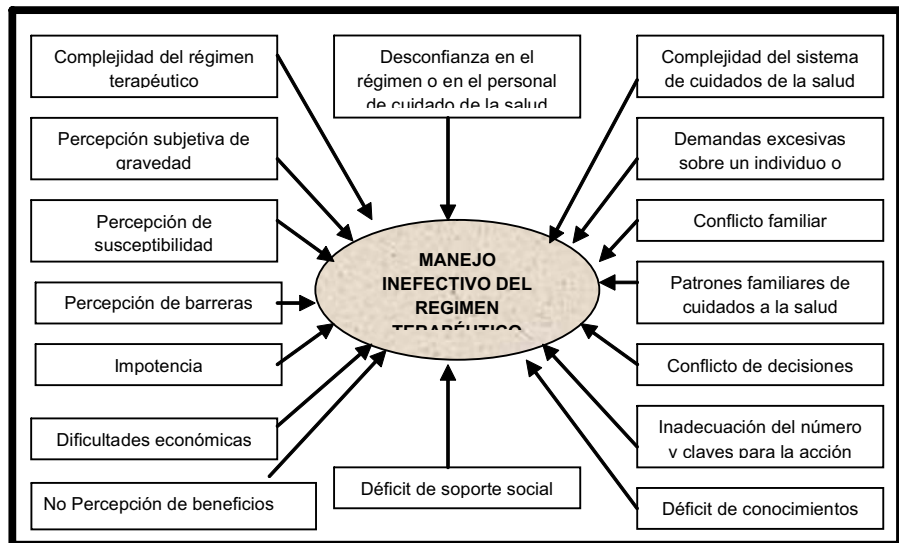 Complejidad del régimen
terapéutico
Percepción subjetiva de
gravedad
Percepción de
susceptibilidad
Percepción de barreras
Impotencia
Dificultades económicas
No Percepción de beneficios
Desconfianza en el
régimen o en el personal
de cuidado de la salud
MANEJO
INEFECTIVO DEL
REGIMEN
TERAPÉUTICO
Déficit de soporte social
Complejidad del sistema
de cuidados de la salud
Demandas excesivas
sobre un individuo o
Conflicto familiar
Patrones familiares de
cuidados a la salud
Conflicto de decisiones
Inadecuación del número
y claves para la acción
Déficit de conocimientos